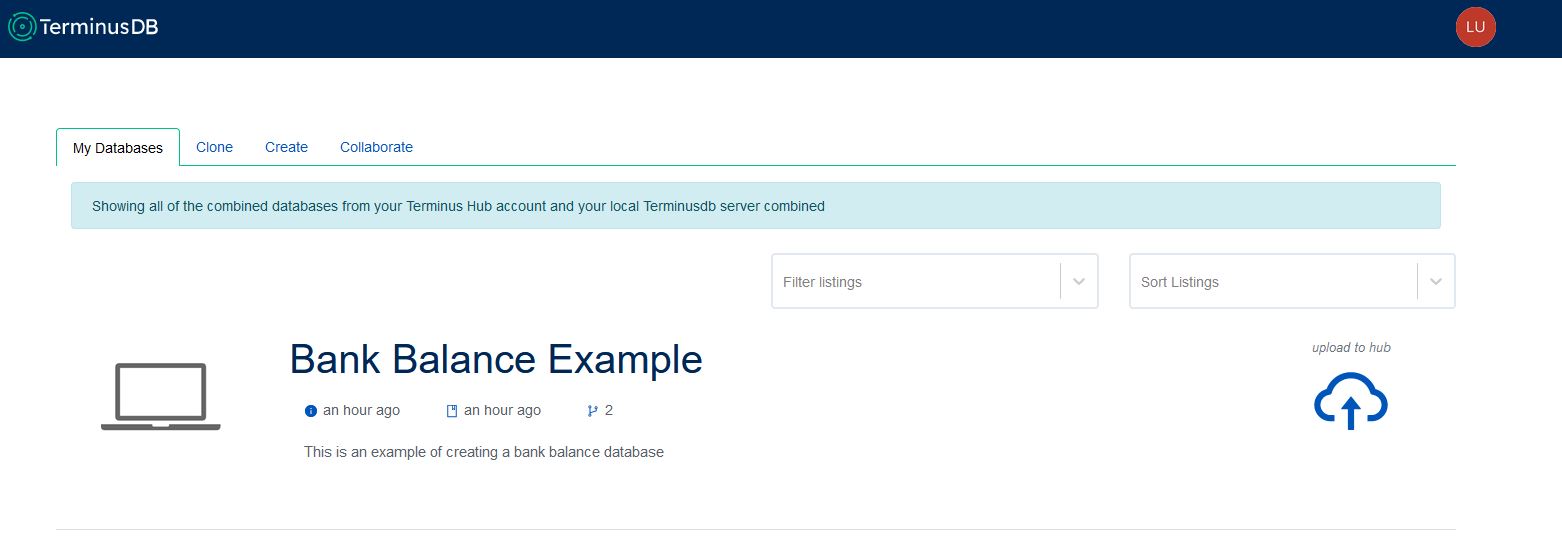 TerminusDB
LU
My Databases Clone Create Collaborate
Showing all of the combined databases from your Terminus Hub account and your local Terminusdb server combined
Filter listings Sort Listings
Bank Balance Example
upload to hub
an hour ago an hour ago 2
This is an example of creating a bank balance database